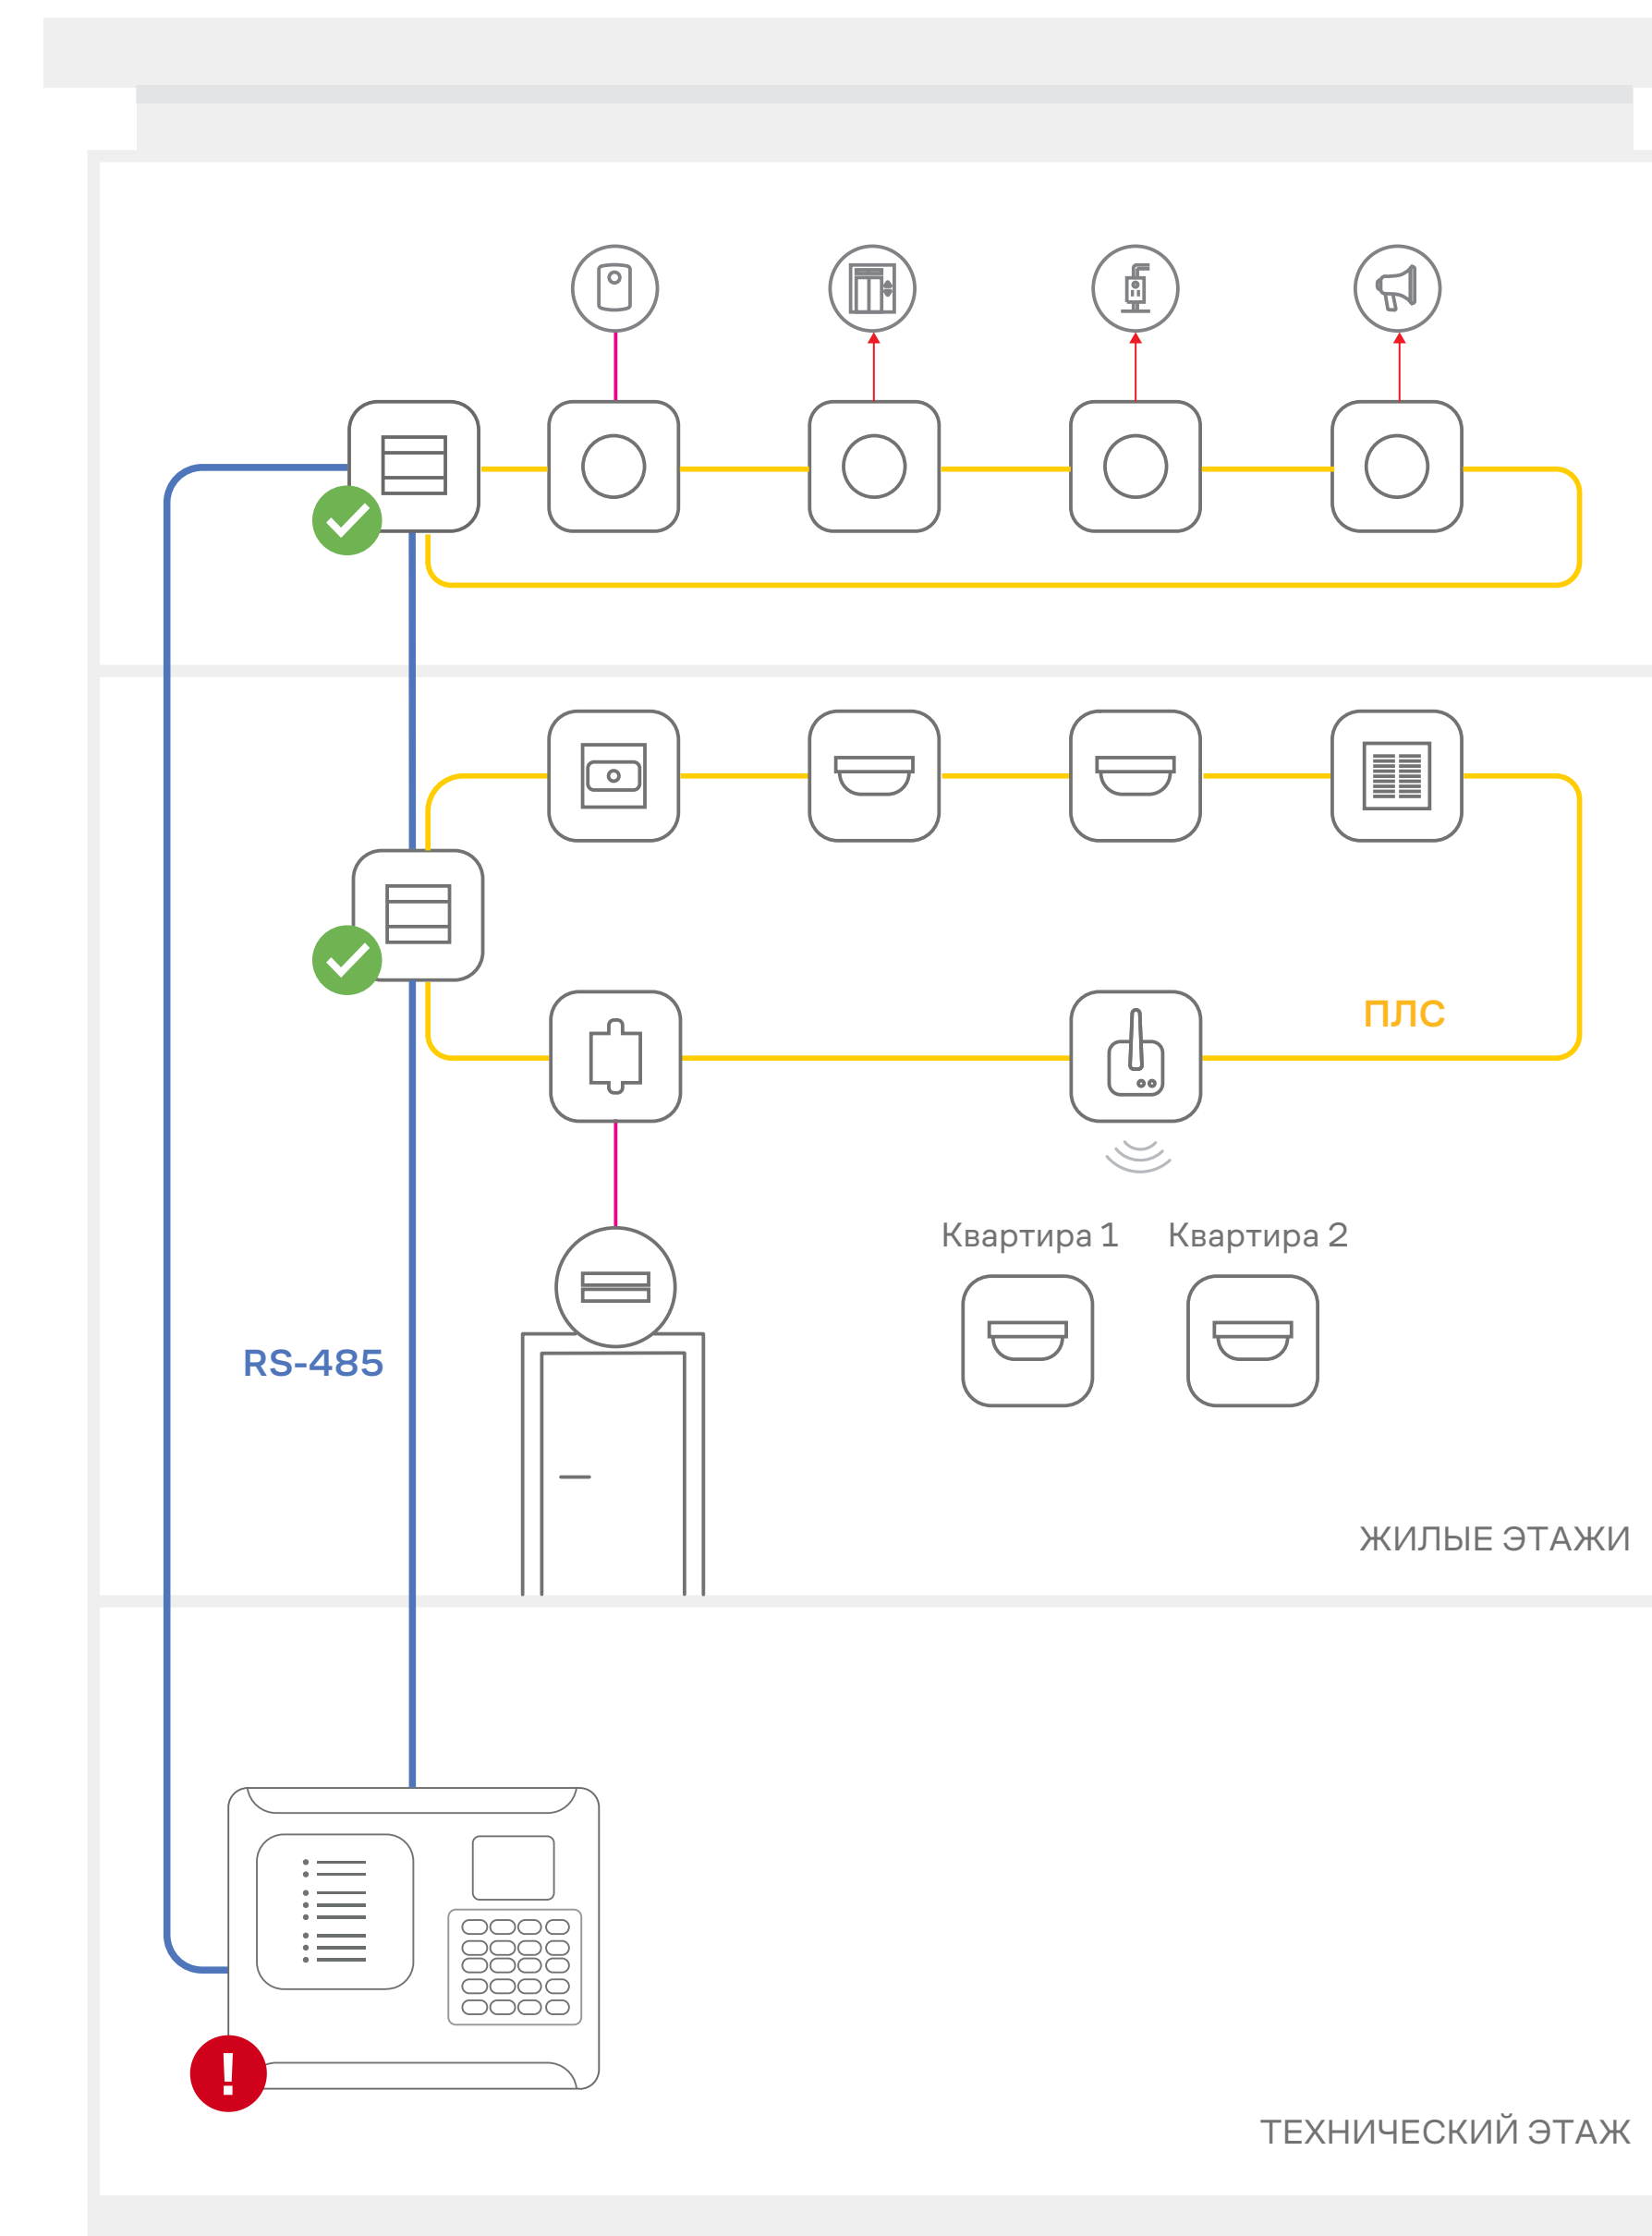 ПЛС
Квартира 1
Квартира 2
RS-485
ЖИЛЫЕ ЭТАЖИ
ТЕХНИЧЕСКИЙ ЭТАЖ